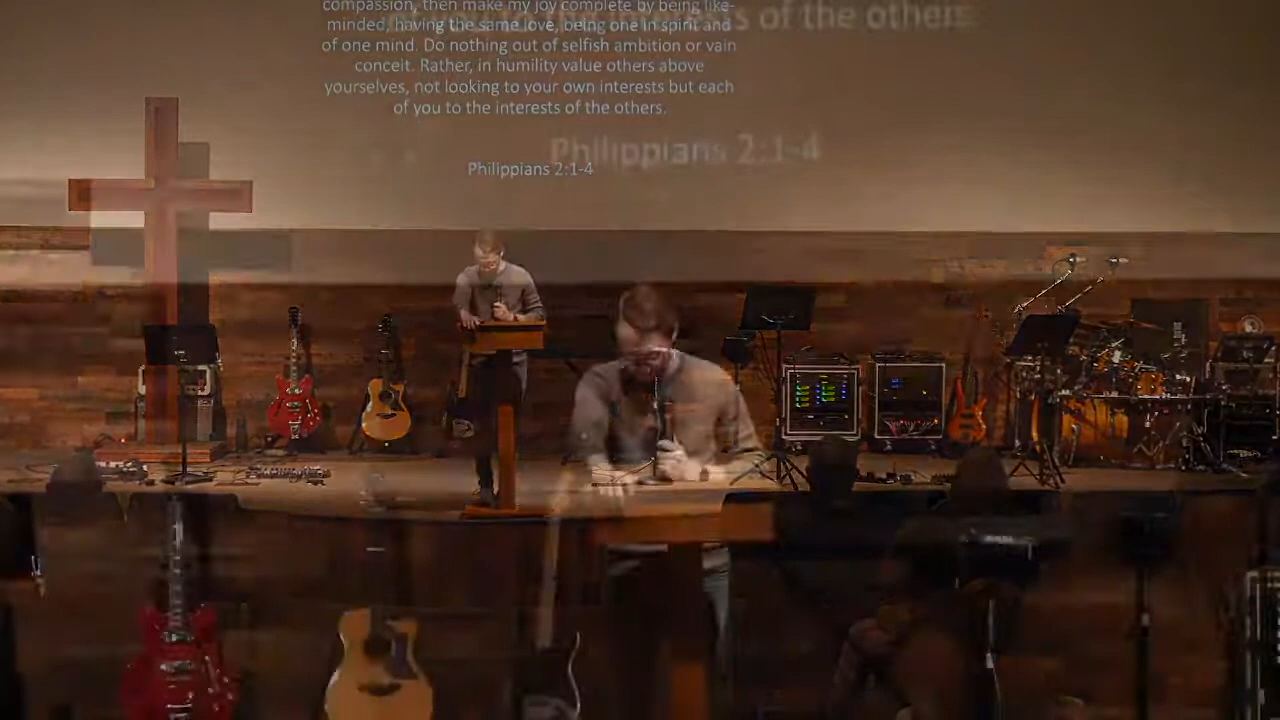 compassion, then make my joy complete by being like-
of the interests of the others
minded, having the same love, being one in spirit and
of one mind. Do nothing out of selfish ambition or vain
conceit. Rather, in humility value others above
yourselves, not looking to your own interests but each
of you to the interests of the others.
Philippians 2:1-4
Philippians 2:1-4